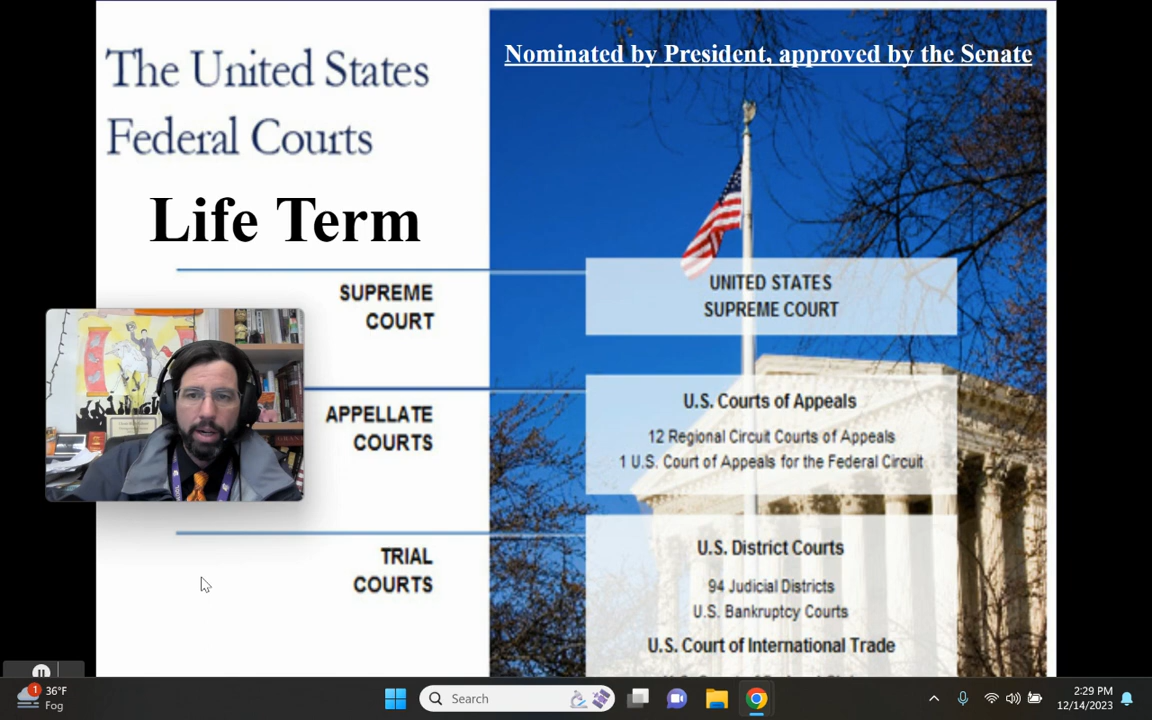 The United States
Federal Courts
Life Term
Nominated by President, approved by the Senate
SUPREME
COURT
UNITED STATES
SUPREME COURT
APPELLATE
COURTS
U.S. Courts of Appeals
12 Regional Circuit Courts of Appeals
1 U.S. Court of Appeals for the Federal Circuit
TRIAL
COURTS
U.S. District Courts
94 Judicial Districts
U.S. Bankruptcy Courts
U.S. Court of International Trade
1
36°F
Fog
Search
2:29 PM
12/14/2023